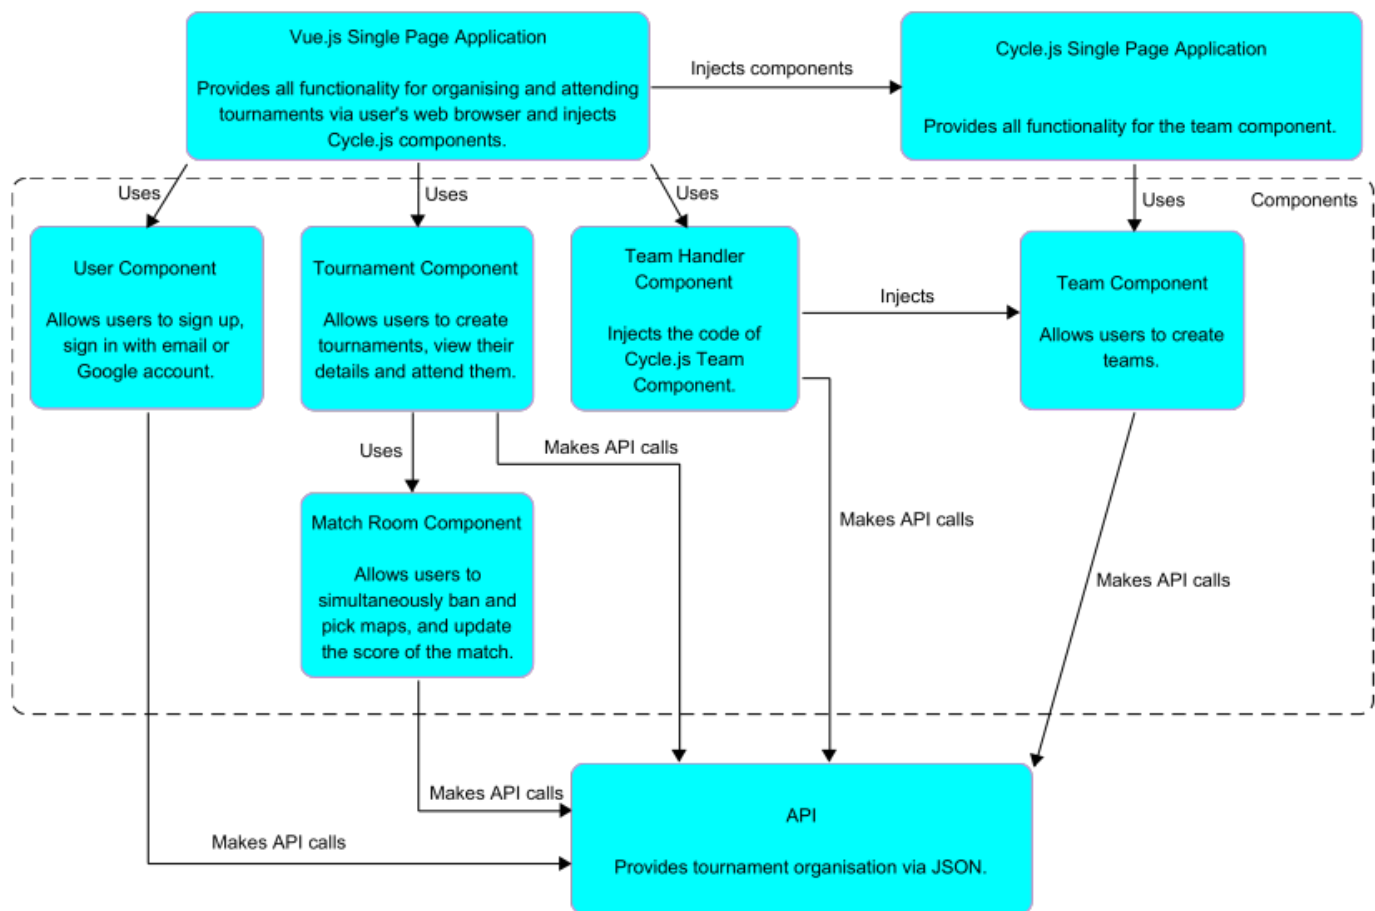 Vue.js Single Page Application
Provides all functionality for organising and attending
tournaments via user's web browser and injects
Cycle.js components.
Injects components
Cycle.js Single Page Application
Provides all functionality for the team component.
Uses
Uses
Uses
Uses
Components
User Component
Allows users to sign up,
sign in with email or
Google account.
Tournament Component
Allows users to create
tournaments, view their
details and attend them.
Team Handler
Component
Injects the code of
Cycle.js Team
Component.
Injects
Team Component
Allows users to create
teams.
Uses
Makes API calls
Match Room Component
Allows users to
simultaneously ban and
pick maps, and update
the score of the match.
Makes API calls
Makes API calls
Makes API calls
Makes API calls
API
Provides tournament organisation via JSON.